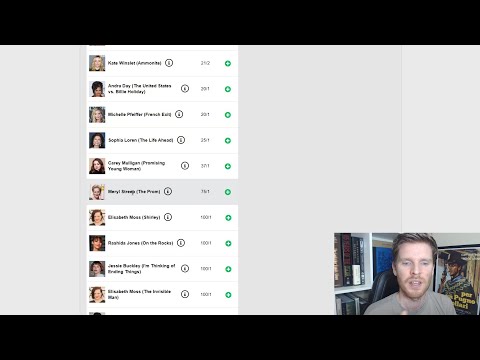 Kate Winslet (Ammonite)
21/2
Andra Day (The United States
vs. Billie Holiday)
20/1
Michelle Pfeiffer (French Exit)
20/1
Sophia Loren (The Life Ahead)
25/1
Carey Mulligan (Promising
Young Woman)
37/1
Meryl Streep (The Prom)
75/1
Elisabeth Moss (Shirley)
100/1
Rashida Jones (On the Rocks)
100/1
Jessie Buckley (I'm Thinking of
Ending Things)
100/1
Elisabeth Moss (The Invisible
Man)
100/1
per
Pugno